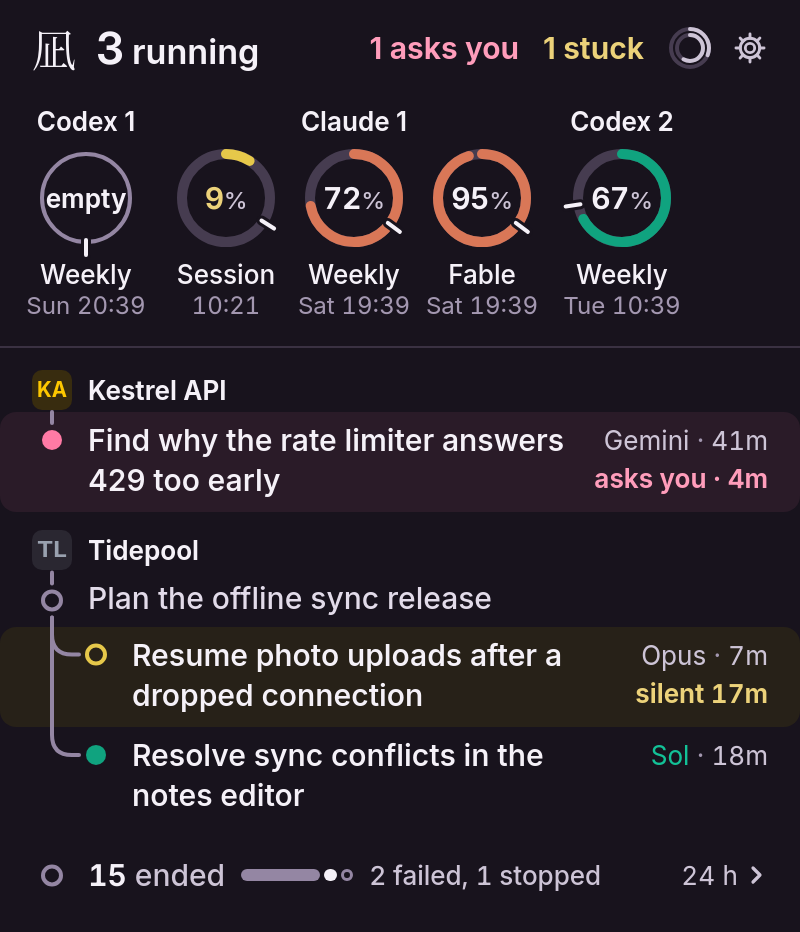 凪 3 running 1 asks you 1 stuck
Codex 1 Claude 1 Codex 2
empty 9% 72% 95% 67%
Weekly Session Weekly Fable Weekly
Sun 20:39 10:21 Sat 19:39 Sat 19:39 Tue 10:39
KA Kestrel API
Find why the rate limiter answers Gemini · 41m
429 too early asks you · 4m
TL Tidepool
Plan the offline sync release
Resume photo uploads after a Opus · 7m
dropped connection silent 17m
Resolve sync conflicts in the Sol · 18m
notes editor
15 ended 2 failed, 1 stopped 24 h